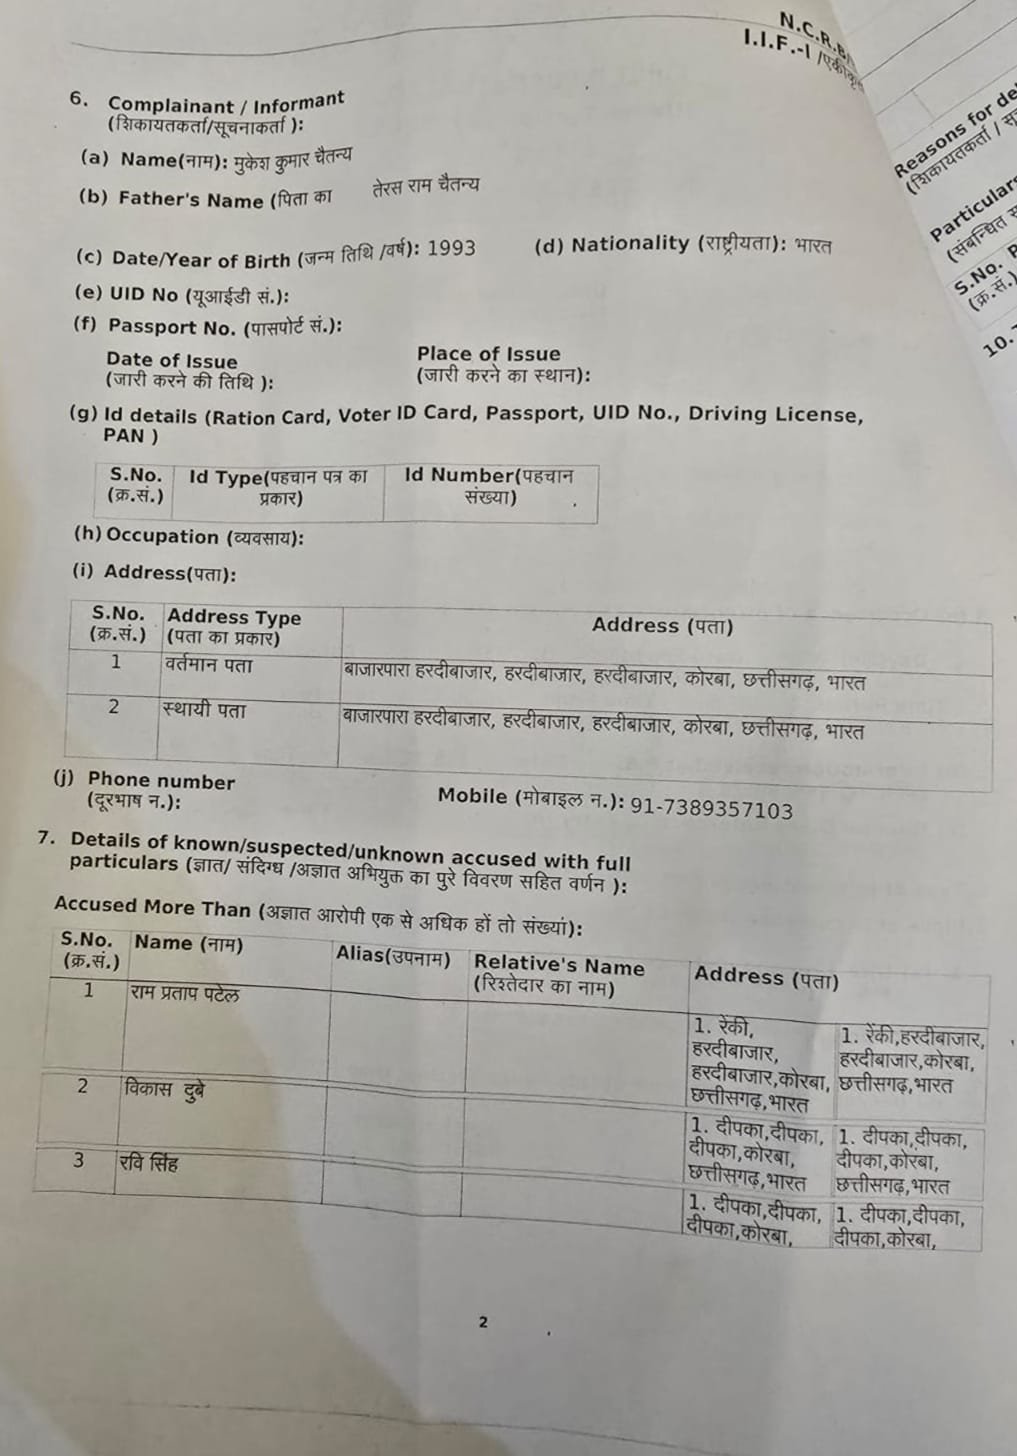 N.C.R.B
I.I.F.-I /एकीकृ
Reasons for de
(शिकायतकर्ता / सू
Particulars
(संबन्धित
S.No.
(क्र.सं.)
10.
6. Complainant / Informant
(शिकायतकर्ता/सूचनाकर्ता ):
(a) Name(नाम): मुकेश कुमार चैतन्य
(b) Father's Name (पिता का तेरस राम चैतन्य
(c) Date/Year of Birth (जन्म तिथि /वर्ष): 1993 (d) Nationality (राष्ट्रीयता): भारत
(e) UID No (यूआईडी सं.):
(f) Passport No. (पासपोर्ट सं.):
Date of Issue Place of Issue
(जारी करने की तिथि ): (जारी करने का स्थान):
(g) Id details (Ration Card, Voter ID Card, Passport, UID No., Driving License,
PAN )
S.No. Id Type(पहचान पत्र का Id Number(पहचान
(क्र.सं.) प्रकार) संख्या)
(h) Occupation (व्यवसाय):
(i) Address(पता):
S.No. Address Type Address (पता)
(क्र.सं.) (पता का प्रकार)
1 वर्तमान पता बाजारपारा हरदीबाजार, हरदीबाजार, हरदीबाजार, कोरबा, छत्तीसगढ़, भारत
2 स्थायी पता बाजारपारा हरदीबाजार, हरदीबाजार, हरदीबाजार, कोरबा, छत्तीसगढ़, भारत
(j) Phone number
(दूरभाष न.): Mobile (मोबाइल न.): 91-7389357103
7. Details of known/suspected/unknown accused with full
particulars (ज्ञात/ संदिग्ध /अज्ञात अभियुक्त का पुरे विवरण सहित वर्णन ):
Accused More Than (अज्ञात आरोपी एक से अधिक हों तो संख्यां):
S.No. Name (नाम) Alias(उपनाम) Relative's Name Address (पता)
(क्र.सं.) (रिश्तेदार का नाम)
1 राम प्रताप पटेल
1. रेंकी, 1. रेंकी,हरदीबाजार,
हरदीबाजार, हरदीबाजार,कोरबा,
हरदीबाजार,कोरबा, छत्तीसगढ़,भारत
छत्तीसगढ़,भारत
2 विकास दुबे
1. दीपका,दीपका, 1. दीपका,दीपका,
दीपका,कोरबा, दीपका,कोरबा,
छत्तीसगढ़,भारत छत्तीसगढ़,भारत
3 रवि सिंह
1. दीपका,दीपका, 1. दीपका,दीपका,
दीपका,कोरबा, दीपका,कोरबा,
2